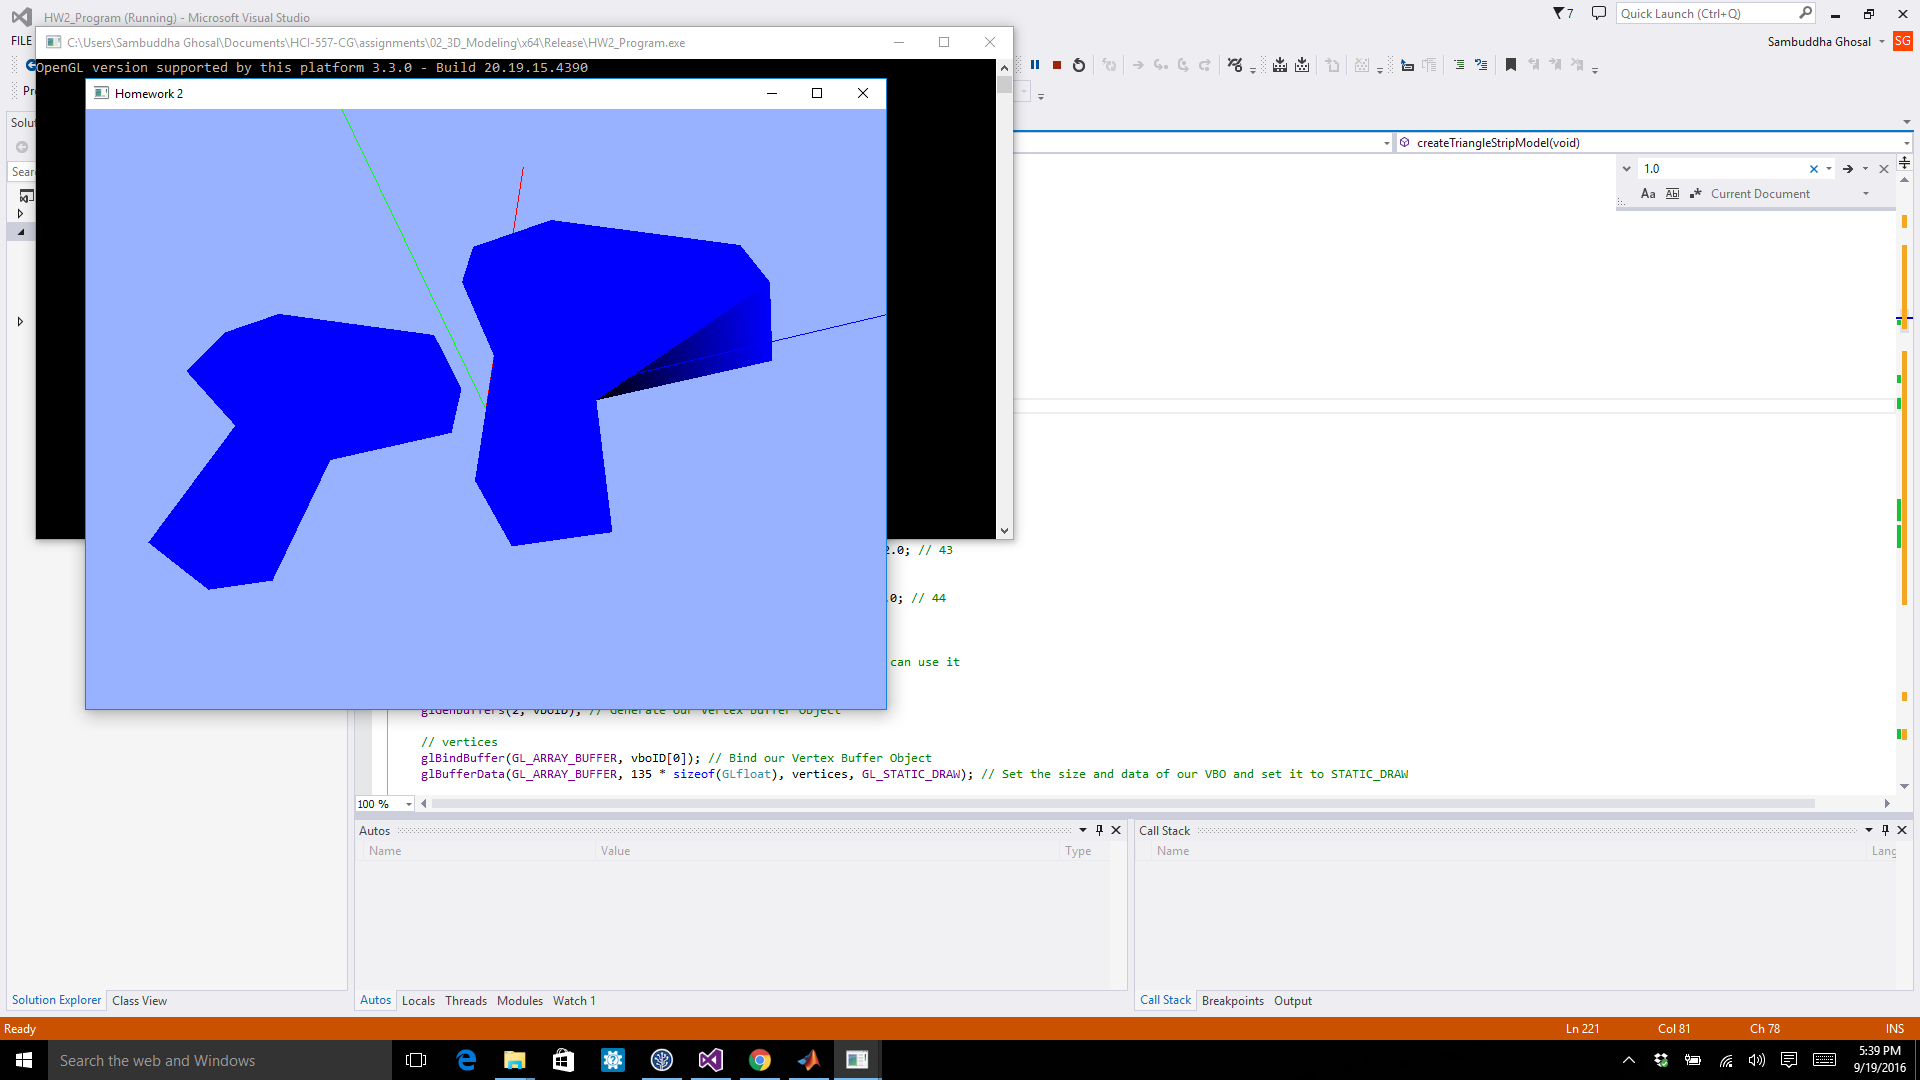 HW2_Program (Running) - Microsoft Visual Studio
7
Quick Launch (Ctrl+Q)
FILE
C:\Users\Sambuddha Ghosal\Documents\HCI-557-CG\assignments\02_3D_Modeling\x64\Release\HW2_Program.exe
Sambuddha Ghosal
SG
OpenGL version supported by this platform 3.3.0 - Build 20.19.15.4390
Homework 2
createTriangleStripModel(void)
1.0
Aa Ab Current Document
2.0; // 43
0; // 44
can use it
glGenBuffers(2, vboID); // Generate our Vertex Buffer Object
// vertices
glBindBuffer(GL_ARRAY_BUFFER, vboID[0]); // Bind our Vertex Buffer Object
glBufferData(GL_ARRAY_BUFFER, 135 * sizeof(GLfloat), vertices, GL_STATIC_DRAW); // Set the size and data of our VBO and set it to STATIC_DRAW
100 %
Autos
Call Stack
Name Value Type
Name Lang
Solution Explorer Class View
Autos Locals Threads Modules Watch 1
Call Stack Breakpoints Output
Ready
Ln 221 Col 81 Ch 78 INS
Search the web and Windows
5:39 PM
9/19/2016